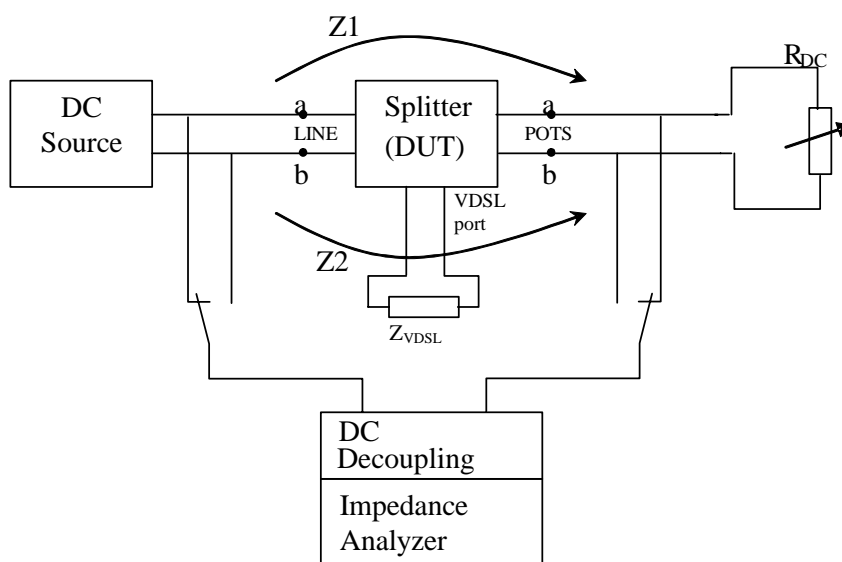 Z1
R_DC
DC
Source
a
LINE
b
Splitter
(DUT)
a
POTS
b
VDSL
port
Z2
Z_VDSL
DC
Decoupling
Impedance
Analyzer